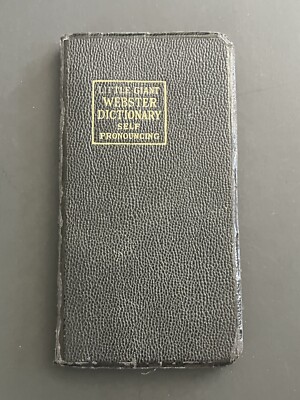 LITTLE GIANT
WEBSTER
DICTIONARY
SELF
PRONOUNCING